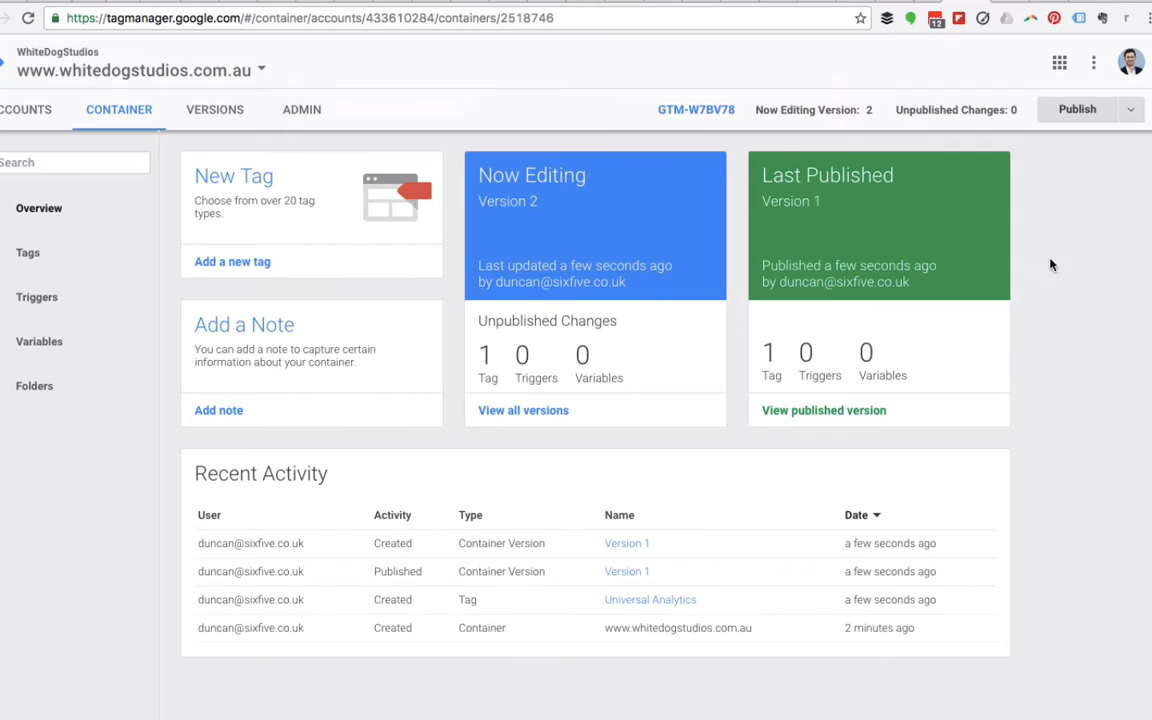 https://tagmanager.google.com/#/container/accounts/433610284/containers/2518746
12
r
WhiteDogStudios
www.whitedogstudios.com.au
CCOUNTS CONTAINER VERSIONS ADMIN GTM-W7BV78 Now Editing Version: 2 Unpublished Changes: 0 Publish
Search
Overview
Tags
Triggers
Variables
Folders
New Tag
Choose from over 20 tag
types.
Add a new tag
Add a Note
You can add a note to capture certain
information about your container.
Add note
Now Editing
Version 2
Last updated a few seconds ago
by duncan@sixfive.co.uk
Unpublished Changes
1 0 0
Tag Triggers Variables
View all versions
Last Published
Version 1
Published a few seconds ago
by duncan@sixfive.co.uk
1 0 0
Tag Triggers Variables
View published version
Recent Activity
User Activity Type Name Date
duncan@sixfive.co.uk Created Container Version Version 1 a few seconds ago
duncan@sixfive.co.uk Published Container Version Version 1 a few seconds ago
duncan@sixfive.co.uk Created Tag Universal Analytics a few seconds ago
duncan@sixfive.co.uk Created Container www.whitedogstudios.com.au 2 minutes ago